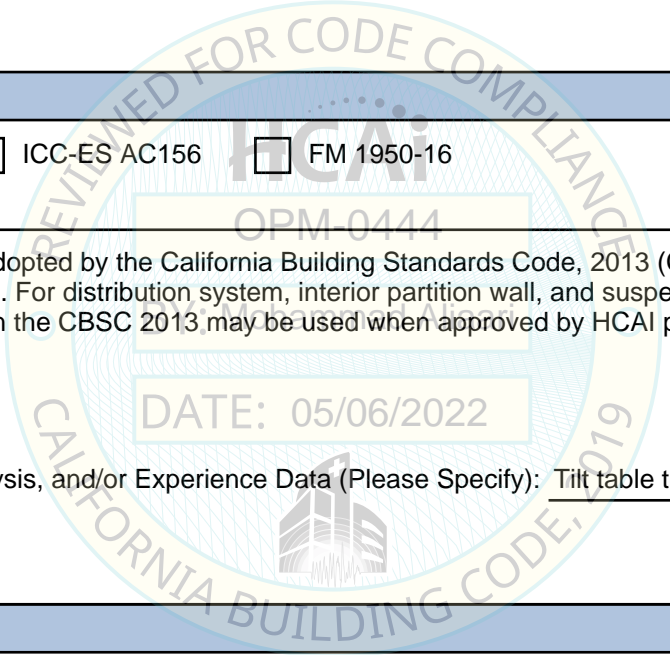 REVIEWED FOR CODE COMPLIANCE
HCAi
ICC-ES AC156 FM 1950-16
OPM-0444
dopted by the California Building Standards Code, 2013 (
. For distribution system, interior partition wall, and suspe
n the CBSC 2013 may be used when approved by HCAI p
BY: Mohammad Aliaari
DATE: 05/06/2022
ysis, and/or Experience Data (Please Specify): Tilt table t
CALIFORNIA BUILDING CODE, 2019